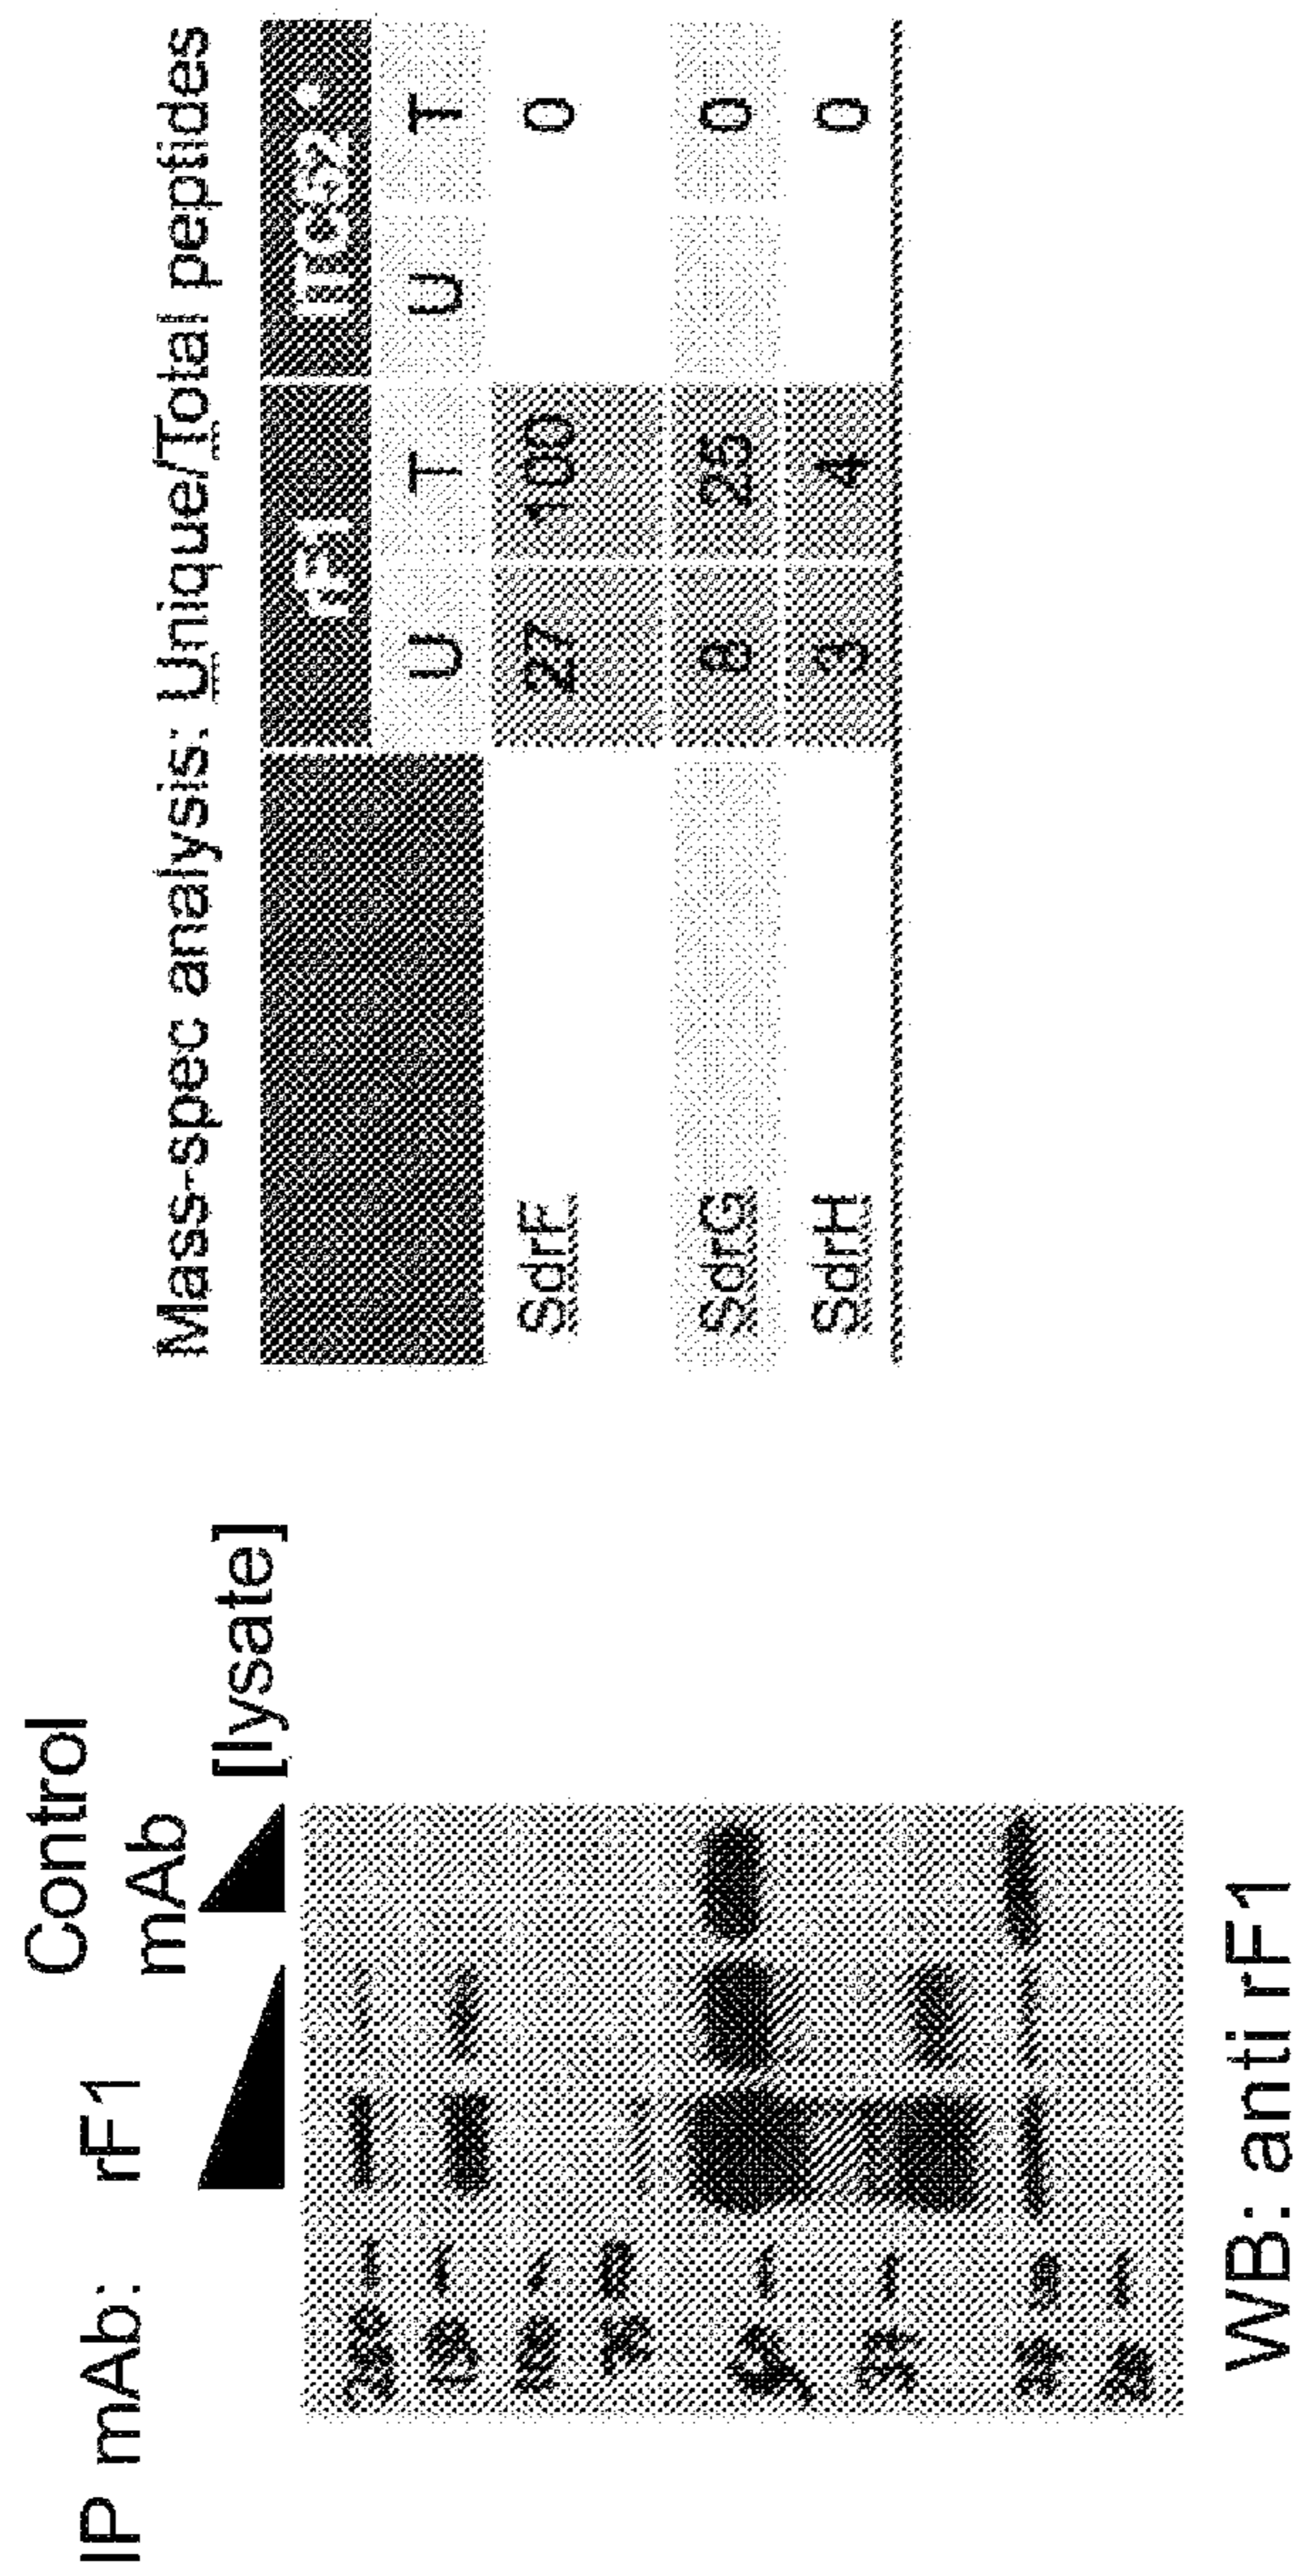 IP mAb: rF1
Control
mAb
[lysate]
WB: anti rF1
Mass-spec analysis: Unique/Total peptides
rF1
U T U T
SdrF 27 100 0
SdrG 25 0
SdrH 3 4 0